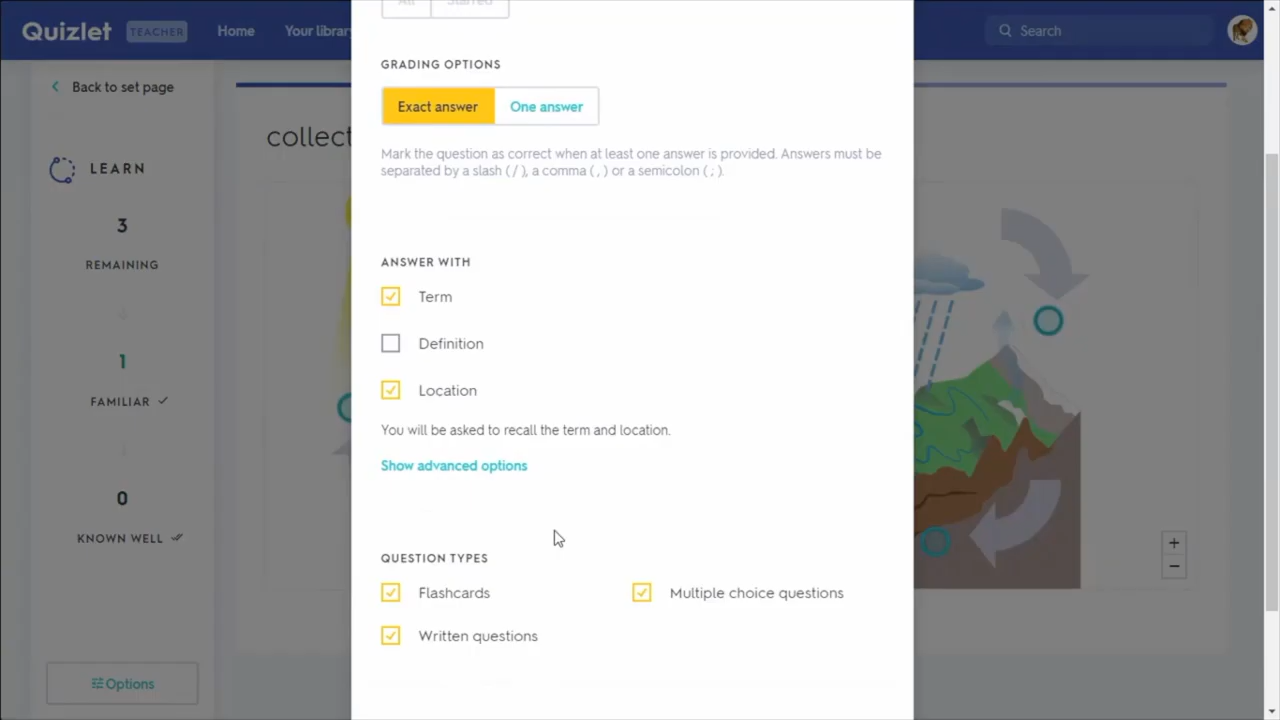 Quizlet TEACHER Home Your library Search
All Starred
Back to set page
GRADING OPTIONS
Exact answer One answer
collect
LEARN
Mark the question as correct when at least one answer is provided. Answers must be
separated by a slash ( / ), a comma ( , ) or a semicolon ( ; ).
3
REMAINING
ANSWER WITH
Term
Definition
1
FAMILIAR
Location
You will be asked to recall the term and location.
Show advanced options
0
KNOWN WELL
QUESTION TYPES
Flashcards Multiple choice questions
Written questions
Options
+
−